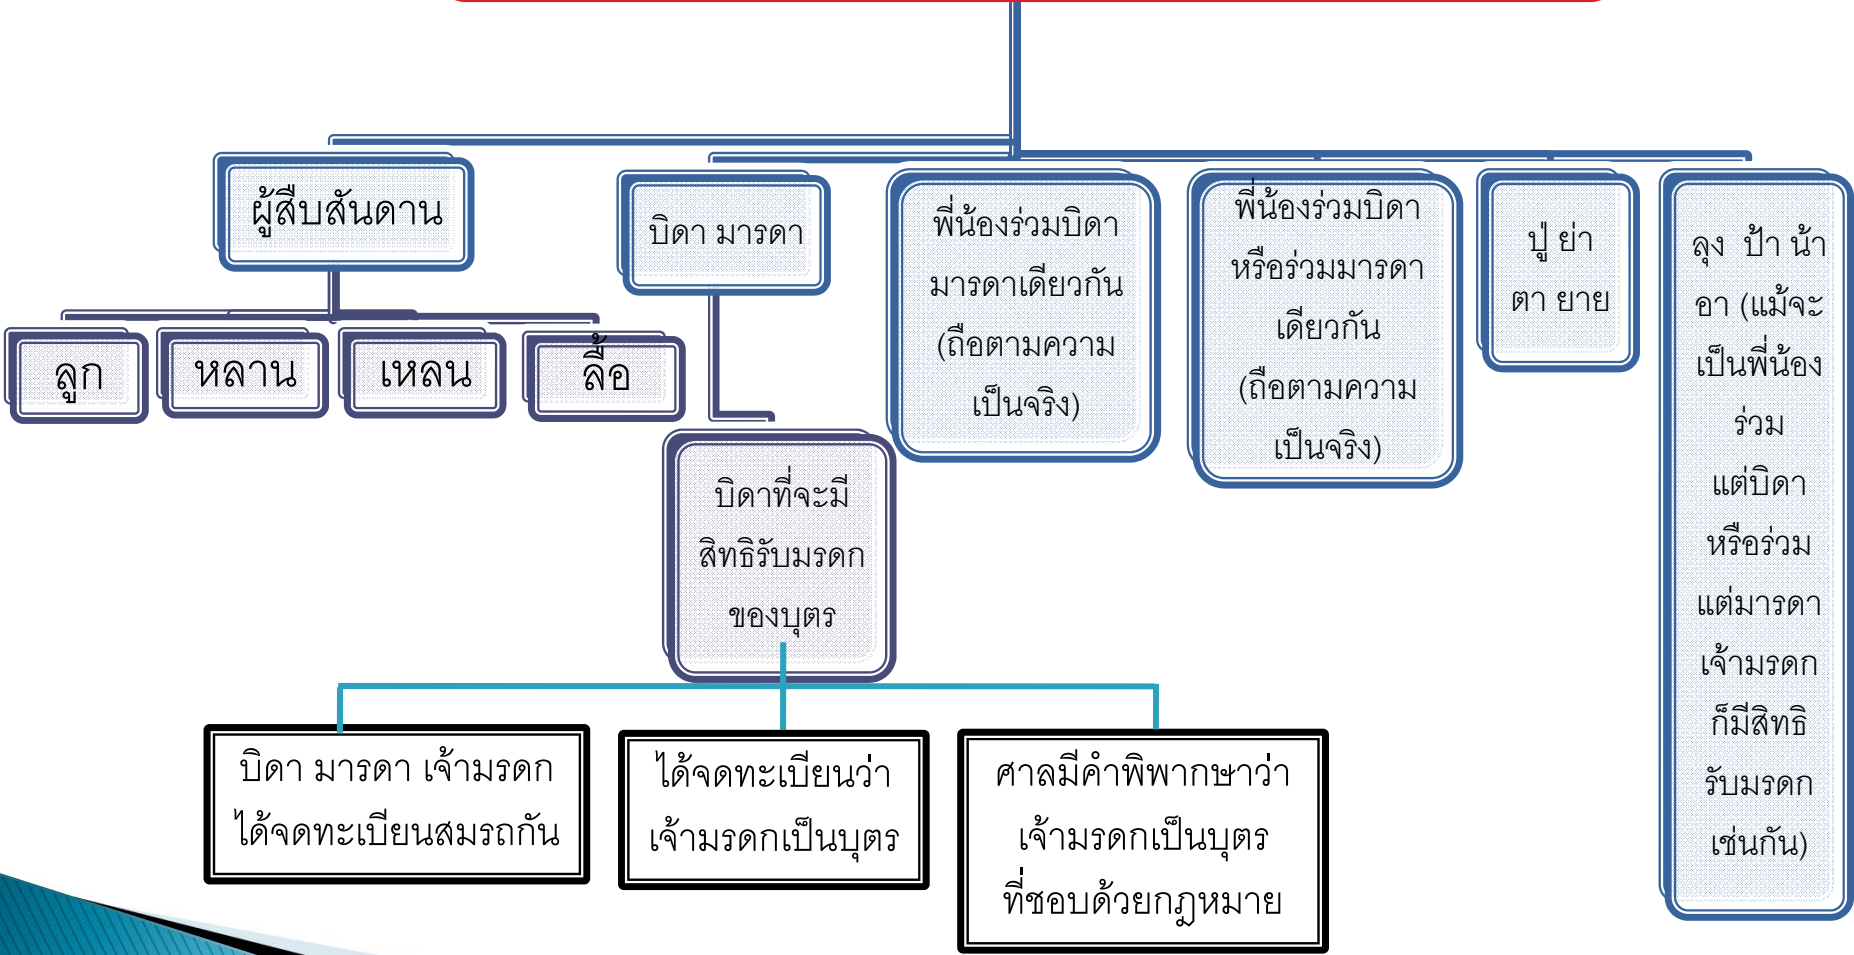 ผู้สืบสันดาน
ลูก
หลาน
เหลน
ลื้อ
บิดา มารดา
บิดาที่จะมี
สิทธิรับมรดก
ของบุตร
บิดา มารดา เจ้ามรดก
ได้จดทะเบียนสมรถกัน
ได้จดทะเบียนว่า
เจ้ามรดกเป็นบุตร
ศาลมีคำพิพากษาว่า
เจ้ามรดกเป็นบุตร
ที่ชอบด้วยกฎหมาย
พี่น้องร่วมบิดา
มารดาเดียวกัน
(ถือตามความ
เป็นจริง)
พี่น้องร่วมบิดา
หรือร่วมมารดา
เดียวกัน
(ถือตามความ
เป็นจริง)
ปู่ ย่า
ตา ยาย
ลุง ป้า น้า
อา (แม้จะ
เป็นพี่น้อง
ร่วม
แต่บิดา
หรือร่วม
แต่มารดา
เจ้ามรดก
ก็มีสิทธิ
รับมรดก
เช่นกัน)